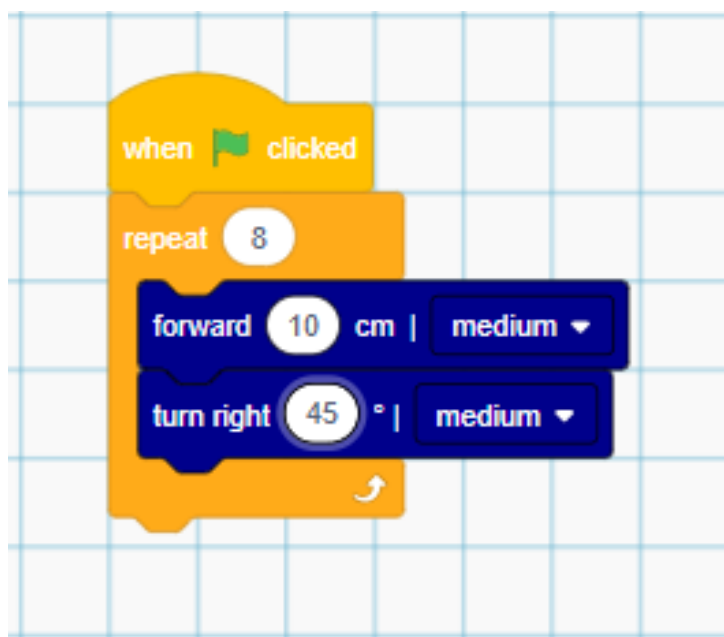 when clicked
repeat 8
forward 10 cm | medium
turn right 45 ° | medium